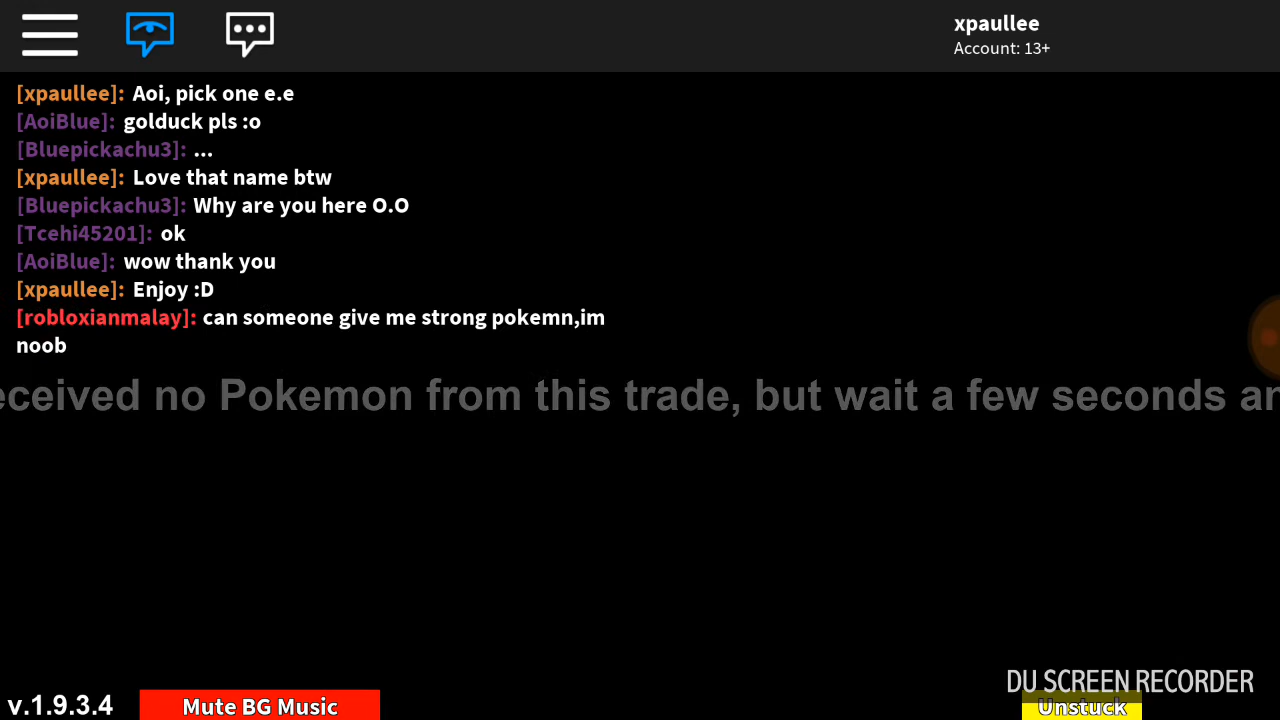 xpaullee
Account: 13+
[xpaullee]: Aoi, pick one e.e
[AoiBlue]: golduck pls :o
[Bluepickachu3]: ...
[xpaullee]: Love that name btw
[Bluepickachu3]: Why are you here O.O
[Tcehi45201]: ok
[AoiBlue]: wow thank you
[xpaullee]: Enjoy :D
[robloxianmalay]: can someone give me strong pokemn,im
noob
eceived no Pokemon from this trade, but wait a few seconds an
DU SCREEN RECORDER
v.1.9.3.4 Mute BG Music Unstuck